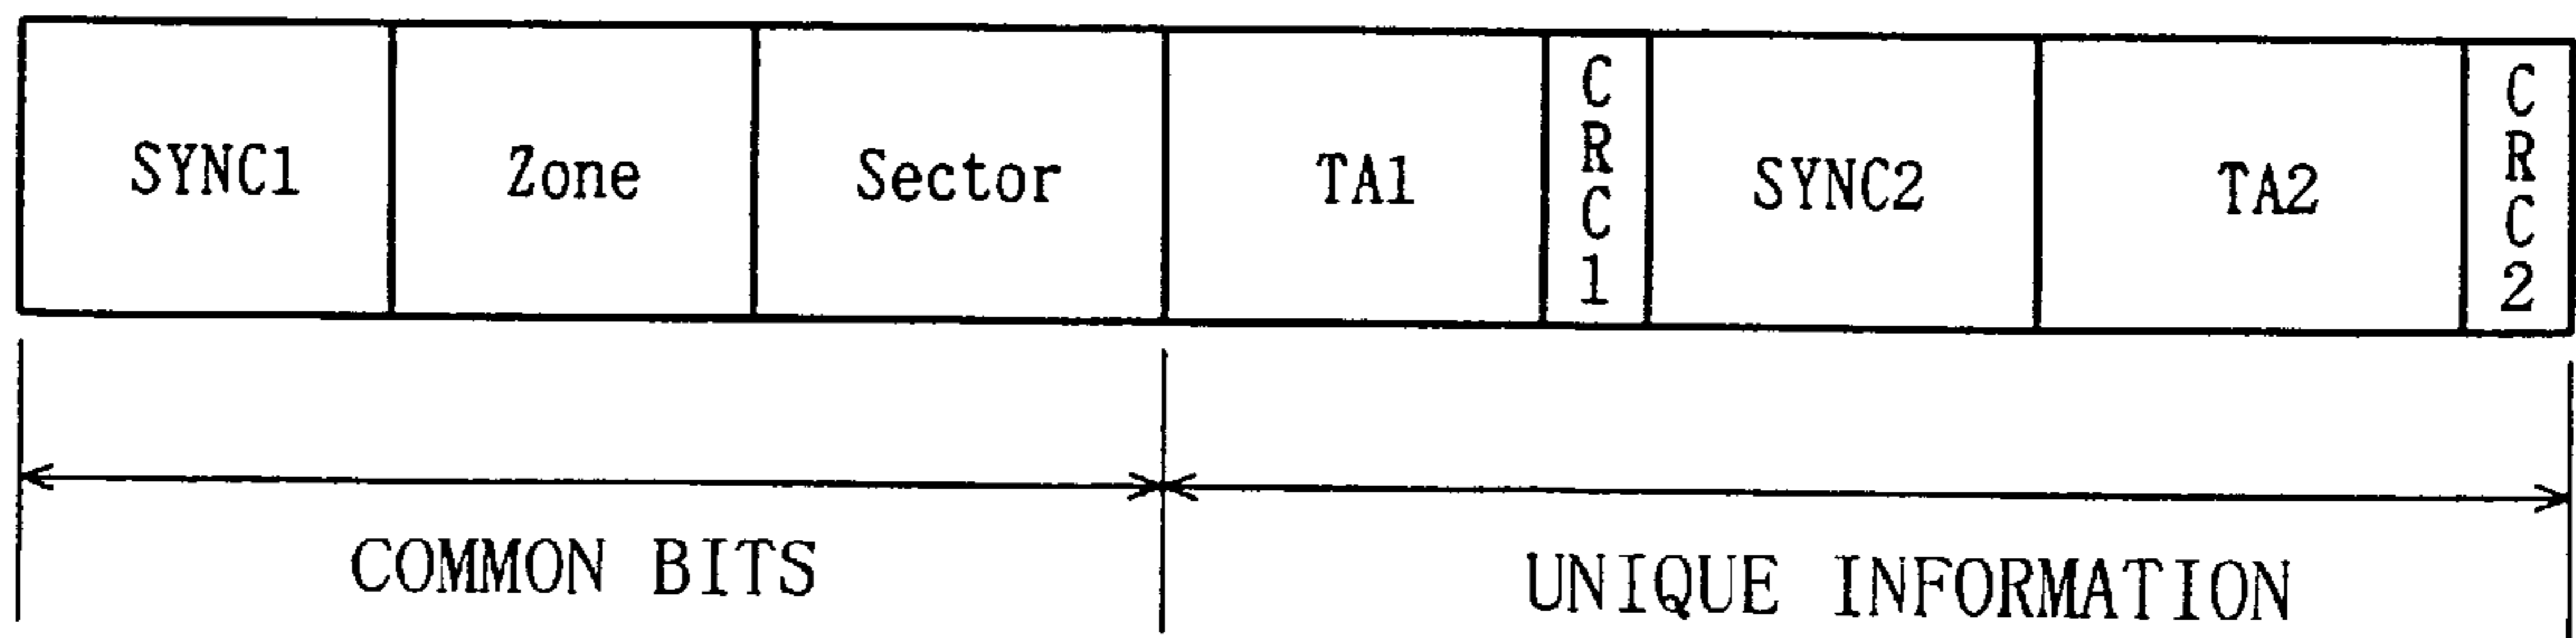 SYNC1 Zone Sector TA1 CRC1 SYNC2 TA2 CRC2
COMMON BITS UNIQUE INFORMATION